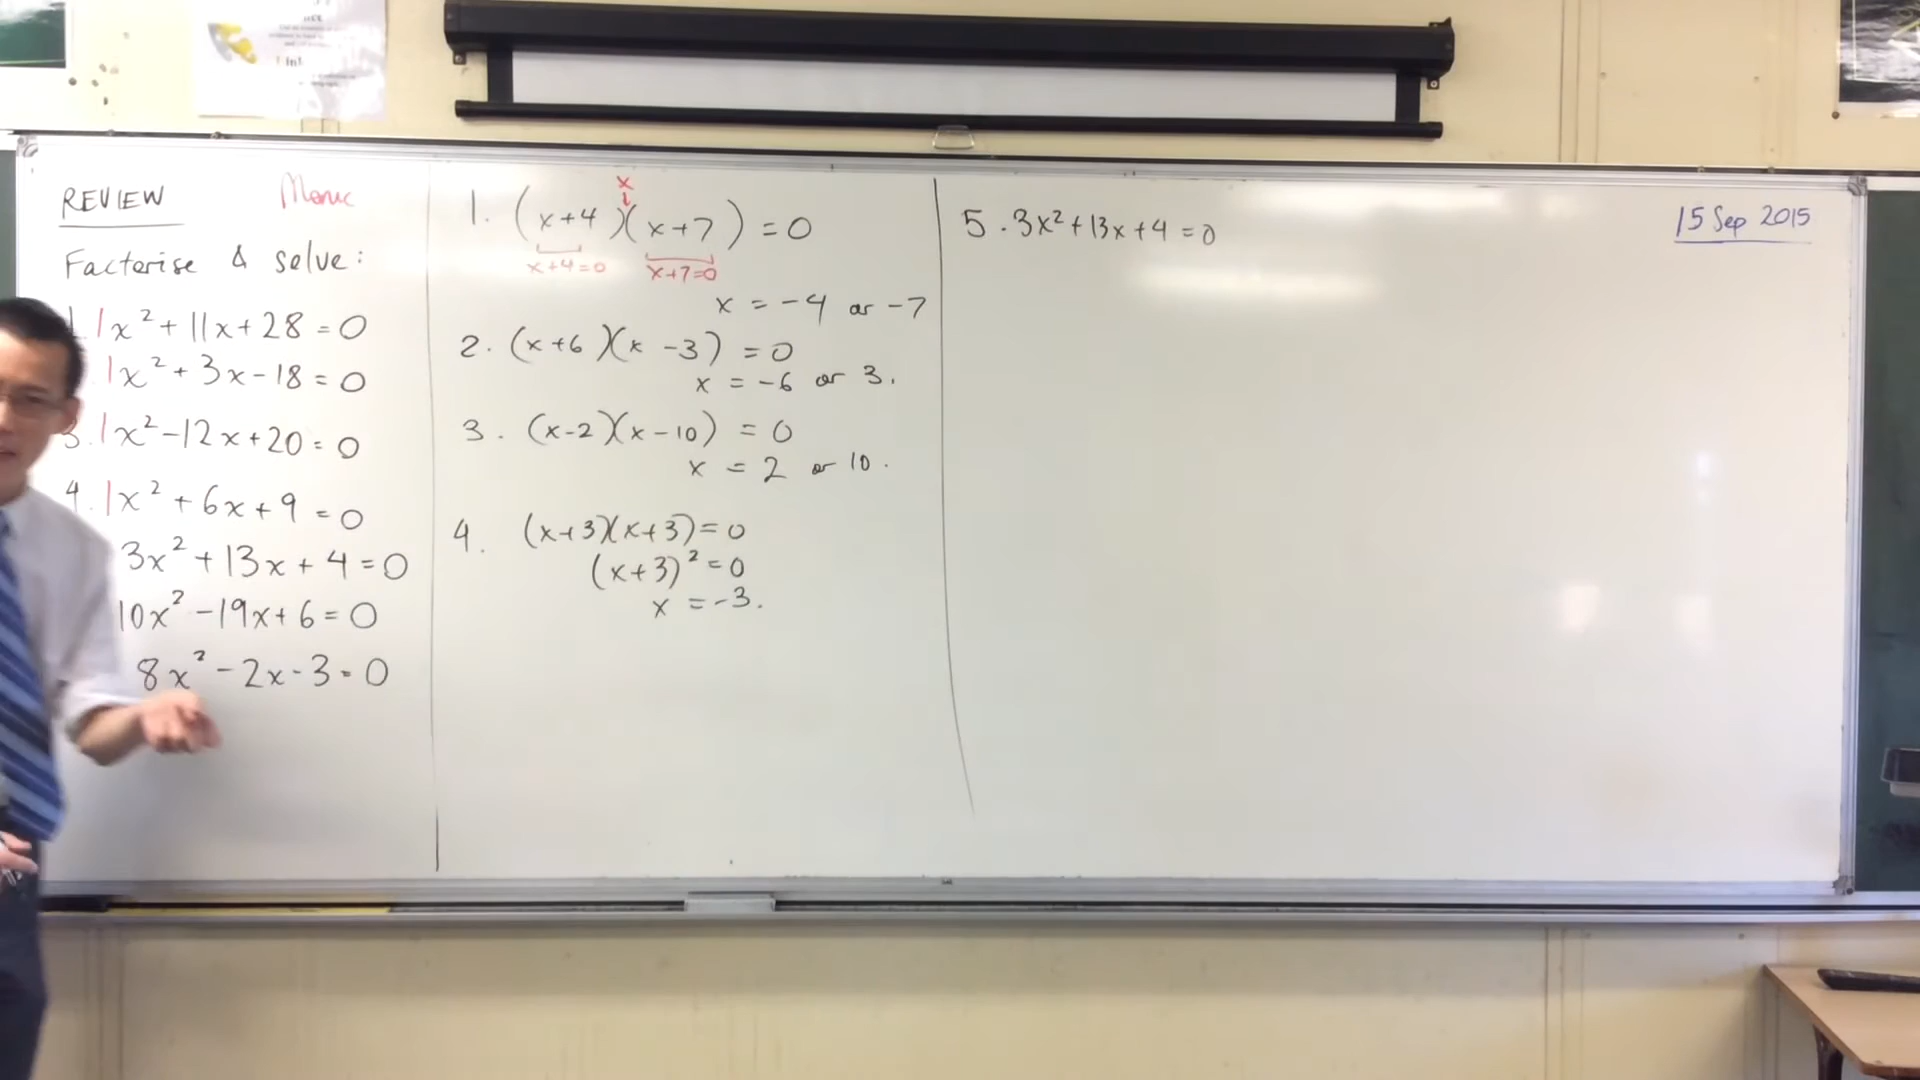 REVIEW Monic
Factorise & solve:
1x² + 11x + 28 = 0
1x² + 3x - 18 = 0
3. 1x² - 12x + 20 = 0
4. 1x² + 6x + 9 = 0
3x² + 13x + 4 = 0
10x² - 19x + 6 = 0
8x² - 2x - 3 = 0
x
1. (x+4)(x+7) = 0
x+4=0 x+7=0
x = -4 or -7
2. (x+6)(x-3) = 0
x = -6 or 3.
3. (x-2)(x-10) = 0
x = 2 or 10.
4. (x+3)(x+3) = 0
(x+3)² = 0
x = -3.
5. 3x² + 13x + 4 = 0
15 Sep 2015